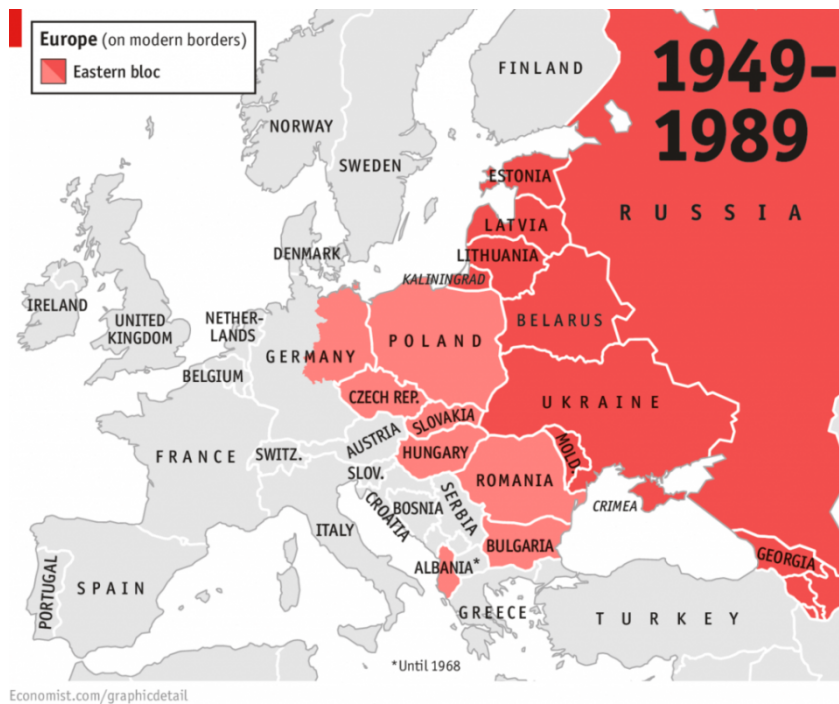 Europe (on modern borders)
Eastern bloc
1949-
1989
FINLAND
NORWAY
SWEDEN
ESTONIA
RUSSIA
LATVIA
DENMARK
LITHUANIA
KALININGRAD
IRELAND
UNITED
KINGDOM
NETHER-
LANDS
BELARUS
POLAND
GERMANY
BELGIUM
CZECH REP.
UKRAINE
SLOVAKIA
AUSTRIA
FRANCE
SWITZ.
HUNGARY
MOLD.
SLOV.
ROMANIA
CROATIA
BOSNIA
SERBIA
CRIMEA
ITALY
BULGARIA
GEORGIA
ALBANIA*
PORTUGAL
SPAIN
GREECE
TURKEY
*Until 1968
Economist.com/graphicdetail